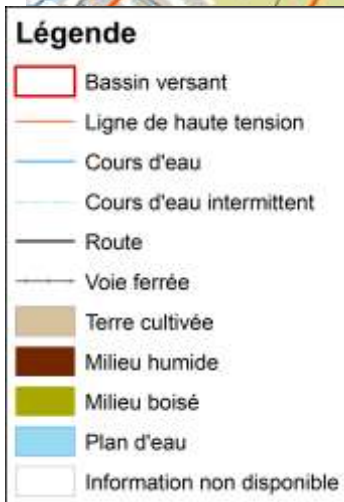 Légende
Bassin versant
Ligne de haute tension
Cours d'eau
Cours d'eau intermittent
Route
Voie ferrée
Terre cultivée
Milieu humide
Milieu boisé
Plan d'eau
Information non disponible